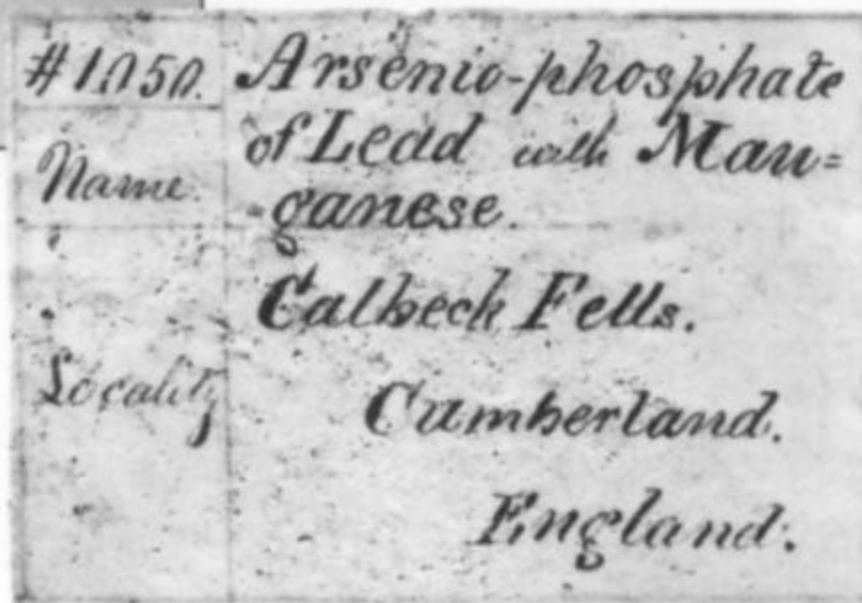 #1050. Arsenio-phosphate
of Lead with Man=
Name. -ganese.
Calbeck Fells.
Locality Cumberland.
England.